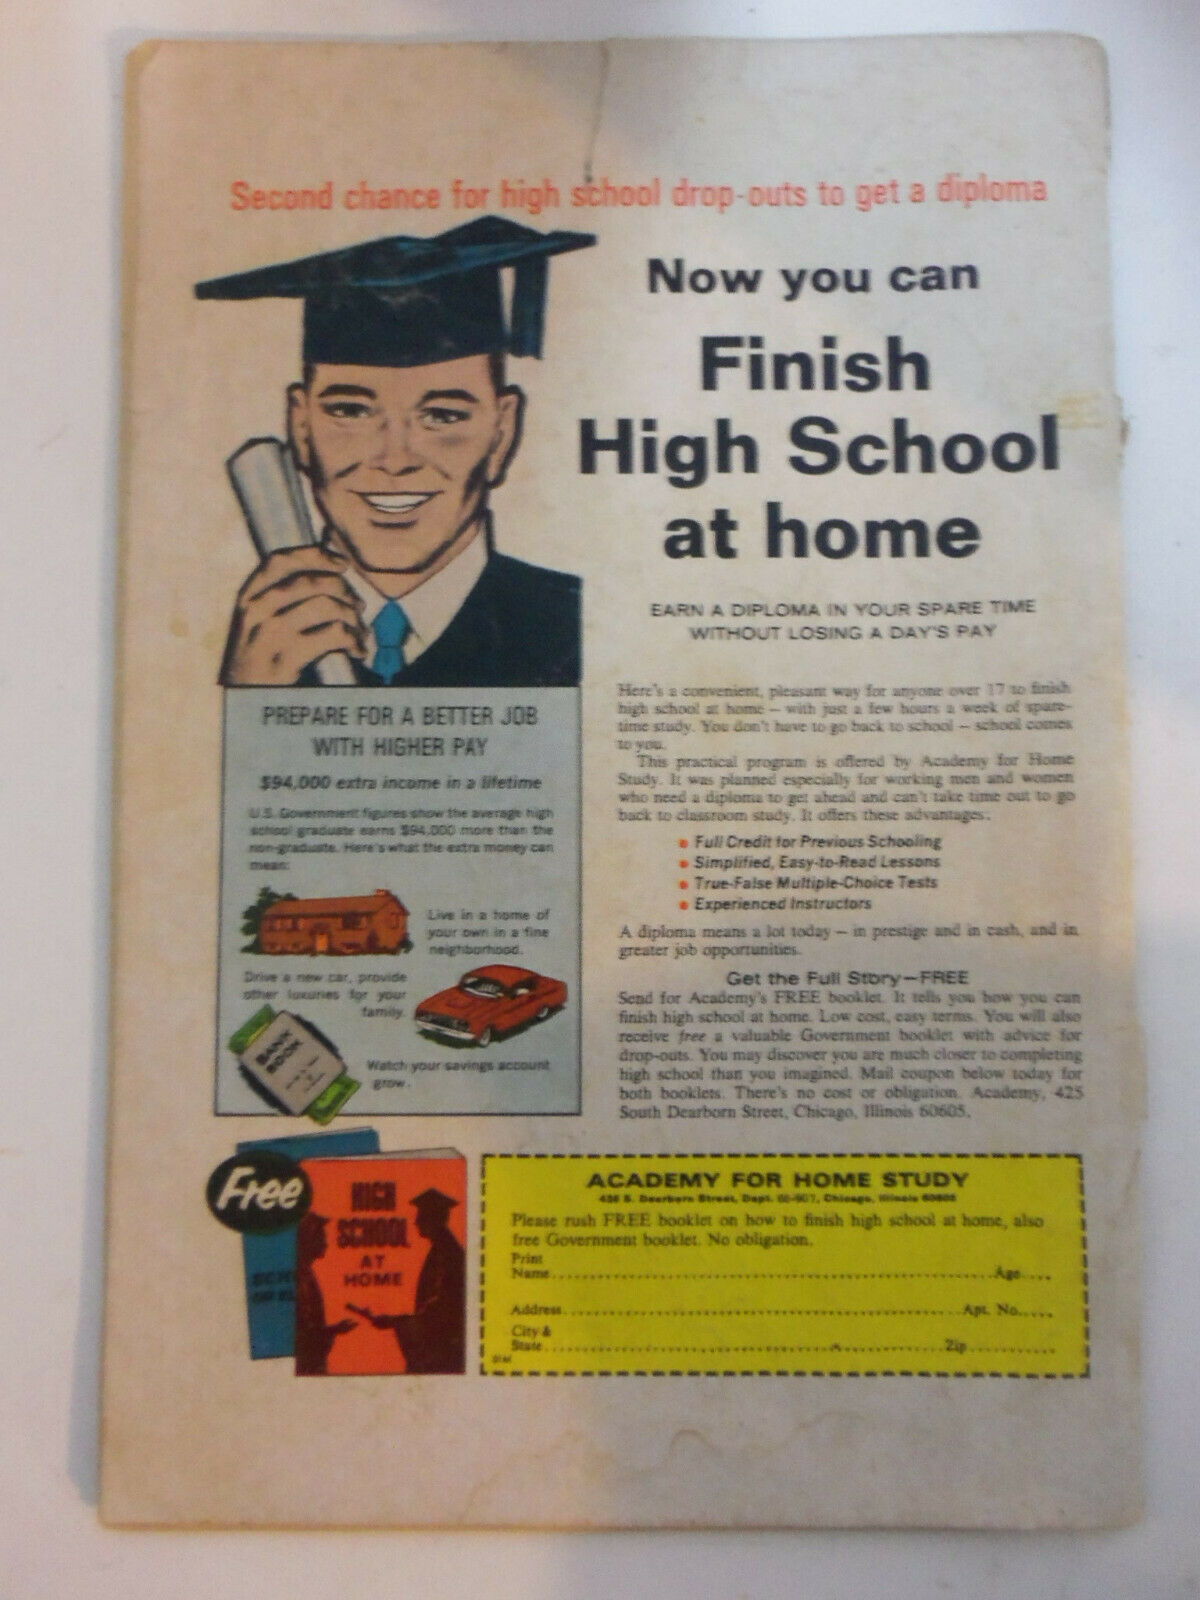 Second chance for high school drop-outs to get a diploma
Now you can
Finish
High School
at home
EARN A DIPLOMA IN YOUR SPARE TIME
WITHOUT LOSING A DAY'S PAY
PREPARE FOR A BETTER JOB
WITH HIGHER PAY
$94,000 extra income in a lifetime
U.S. Government figures show the average high
school graduate earns $94,000 more than the
non-graduate. Here's what the extra money can
mean:
Live in a home of
your own in a fine
neighborhood.
Drive a new car, provide
other luxuries for your
family.
BANK
BOOK
Watch your savings account
grow.
Here's a convenient, pleasant way for anyone over 17 to finish
high school at home – with just a few hours a week of spare-
time study. You don't have to go back to school – school comes
to you.
This practical program is offered by Academy for Home
Study. It was planned especially for working men and women
who need a diploma to get ahead and can't take time out to go
back to classroom study. It offers these advantages:
• Full Credit for Previous Schooling
• Simplified, Easy-to-Read Lessons
• True-False Multiple-Choice Tests
• Experienced Instructors
A diploma means a lot today – in prestige and in cash, and in
greater job opportunities.
Get the Full Story—FREE
Send for Academy's FREE booklet. It tells you how you can
finish high school at home. Low cost, easy terms. You will also
receive free a valuable Government booklet with advice for
drop-outs. You may discover you are much closer to completing
high school than you imagined. Mail coupon below today for
both booklets. There's no cost or obligation. Academy, 425
South Dearborn Street, Chicago, Illinois 60605.
Free
HIGH
SCHOOL
AT
HOME
ACADEMY FOR HOME STUDY
S. Dearborn Street, Dept. Chicago, Illinois 60605
Please rush FREE booklet on how to finish high school at home, also
free Government booklet. No obligation.
Print
Name Age
Address Apt. No.
City &
State Zip